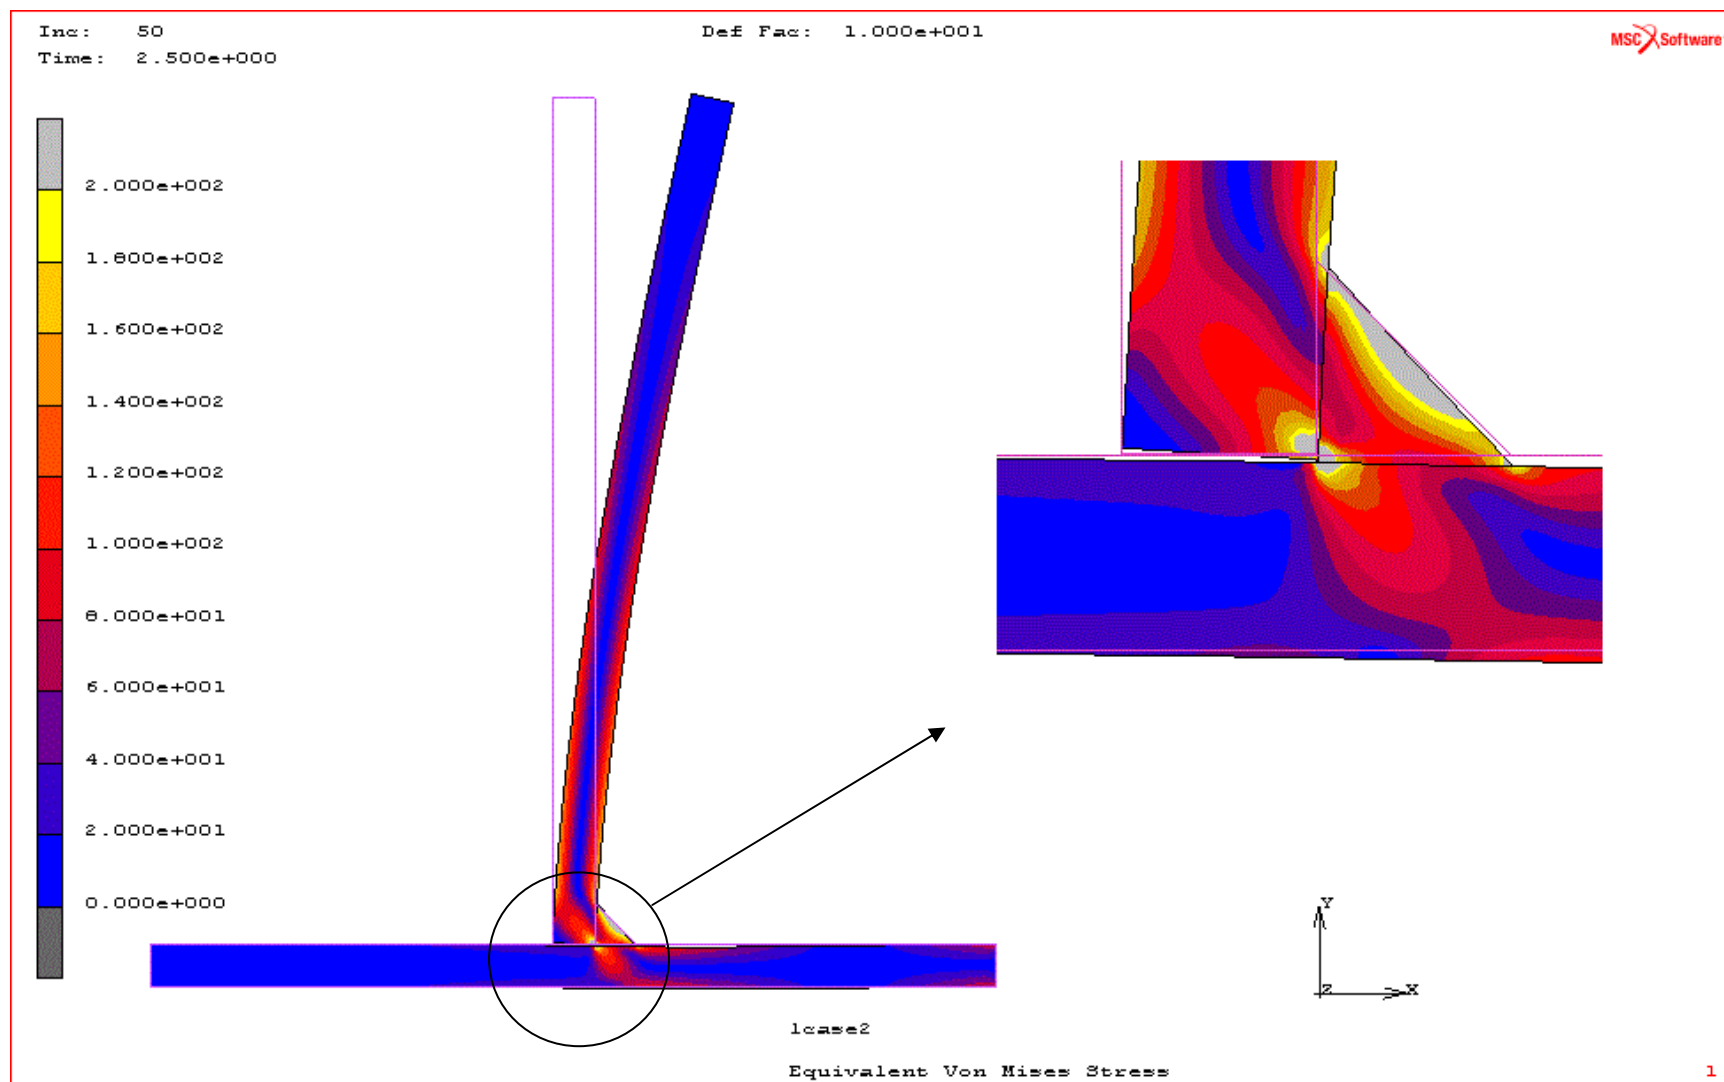 Inc: 50
Time: 2.500e+000
Def Fac: 1.000e+001
MSC Software
2.000e+002
1.800e+002
1.600e+002
1.400e+002
1.200e+002
1.000e+002
8.000e+001
6.000e+001
4.000e+001
2.000e+001
0.000e+000
Y
Z
X
lcase2
Equivalent Von Mises Stress
1